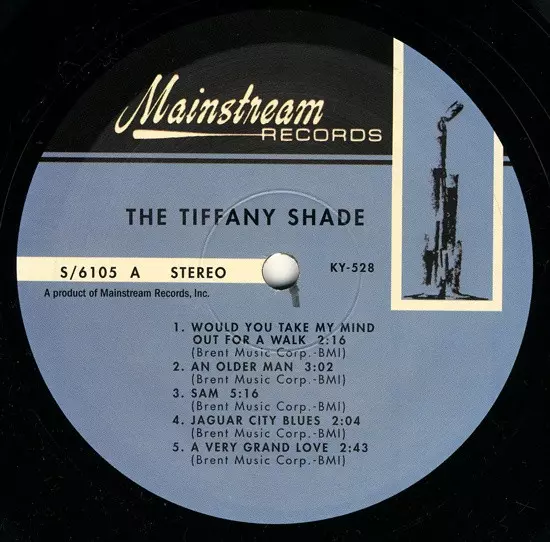 Mainstream
RECORDS
THE TIFFANY SHADE
S/6105 A STEREO
KY-528
A product of Mainstream Records, Inc.
1. WOULD YOU TAKE MY MIND
OUT FOR A WALK 2:16
(Brent Music Corp.-BMI)
2. AN OLDER MAN 3:02
(Brent Music Corp.-BMI)
3. SAM 5:16
(Brent Music Corp.-BMI)
4. JAGUAR CITY BLUES 2:04
(Brent Music Corp.-BMI)
5. A VERY GRAND LOVE 2:43
(Brent Music Corp.-BMI)